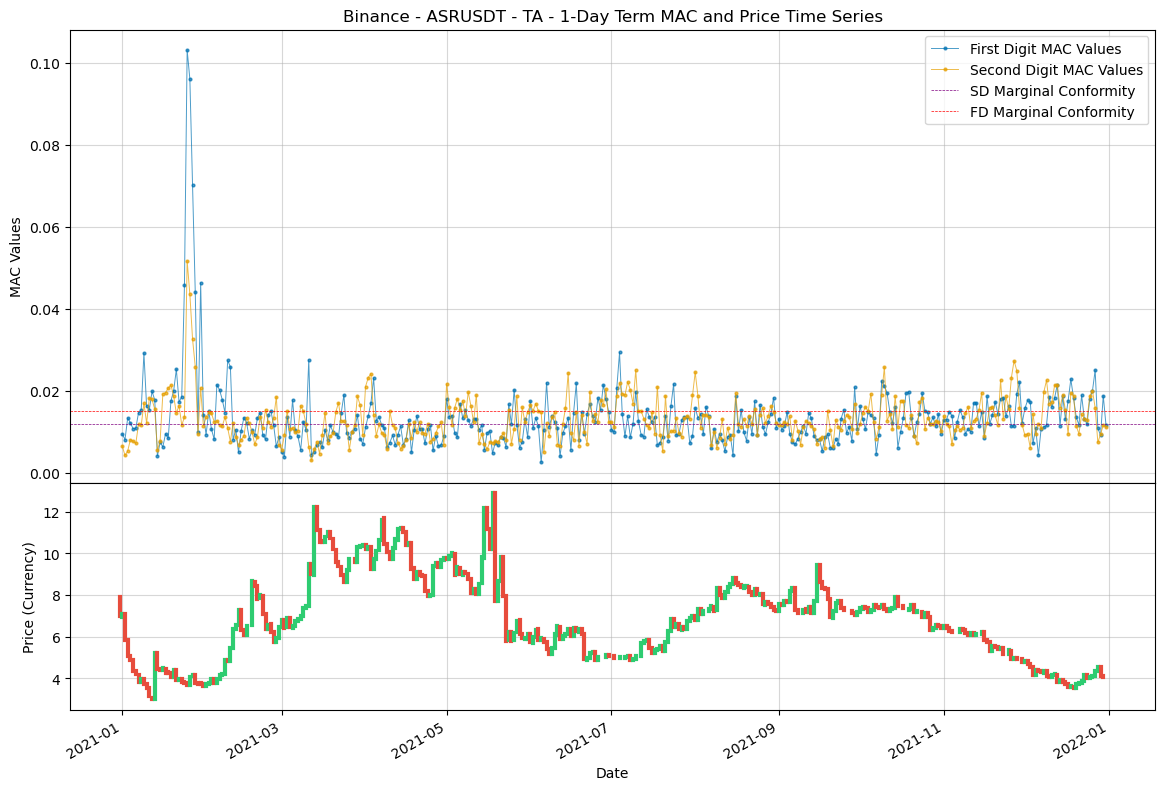 Binance - ASRUSDT - TA - 1-Day Term MAC and Price Time Series
First Digit MAC Values
Second Digit MAC Values
SD Marginal Conformity
FD Marginal Conformity
MAC Values
0.10
0.08
0.06
0.04
0.02
0.00
Price (Currency)
12
10
8
6
4
2021-01
2021-03
2021-05
2021-07
2021-09
2021-11
2022-01
Date